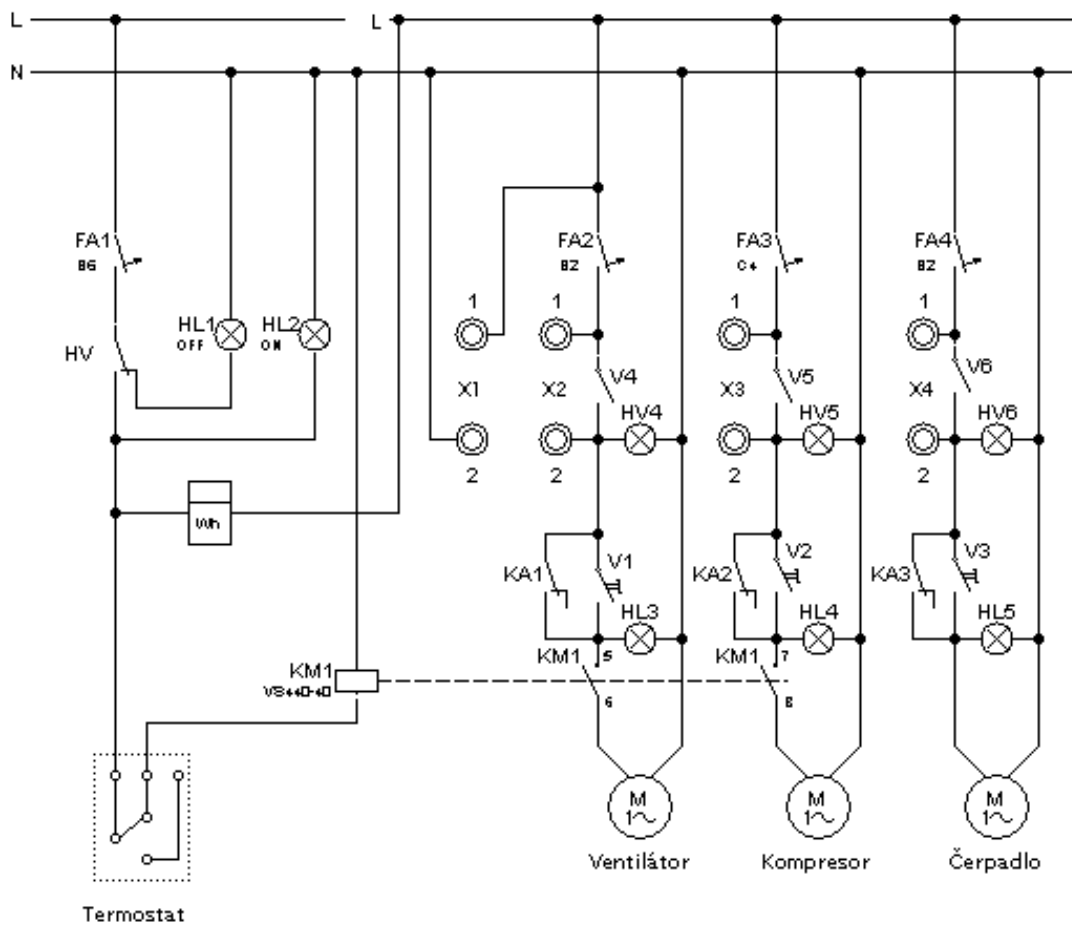 L
L
N
FA1
B6
FA2
B2
FA3
C4
FA4
B2
1
1
1
1
HL1
OFF
HL2
ON
HV
V4
V5
V6
X1
X2
X3
X4
HV4
HV5
HV6
2
2
2
2
Wh
KA1
V1
KA2
V2
KA3
V3
HL3
HL4
HL5
KM1
5
KM1
7
KM1
VS440-40
6
8
M
1~
M
1~
M
1~
Ventilátor
Kompresor
Čerpadlo
Termostat